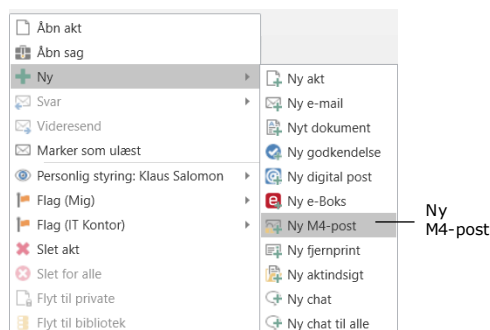 Åbn akt
Åbn sag
Ny
Svar
Videresend
Marker som ulæst
Personlig styring: Klaus Salomon
Flag (Mig)
Flag (IT Kontor)
Slet akt
Slet for alle
Flyt til private
Flyt til bibliotek
Ny akt
Ny e-mail
Nyt dokument
Ny godkendelse
Ny digital post
Ny e-Boks
Ny M4-post
Ny fjernprint
Ny aktindsigt
Ny chat
Ny chat til alle
Ny
M4-post